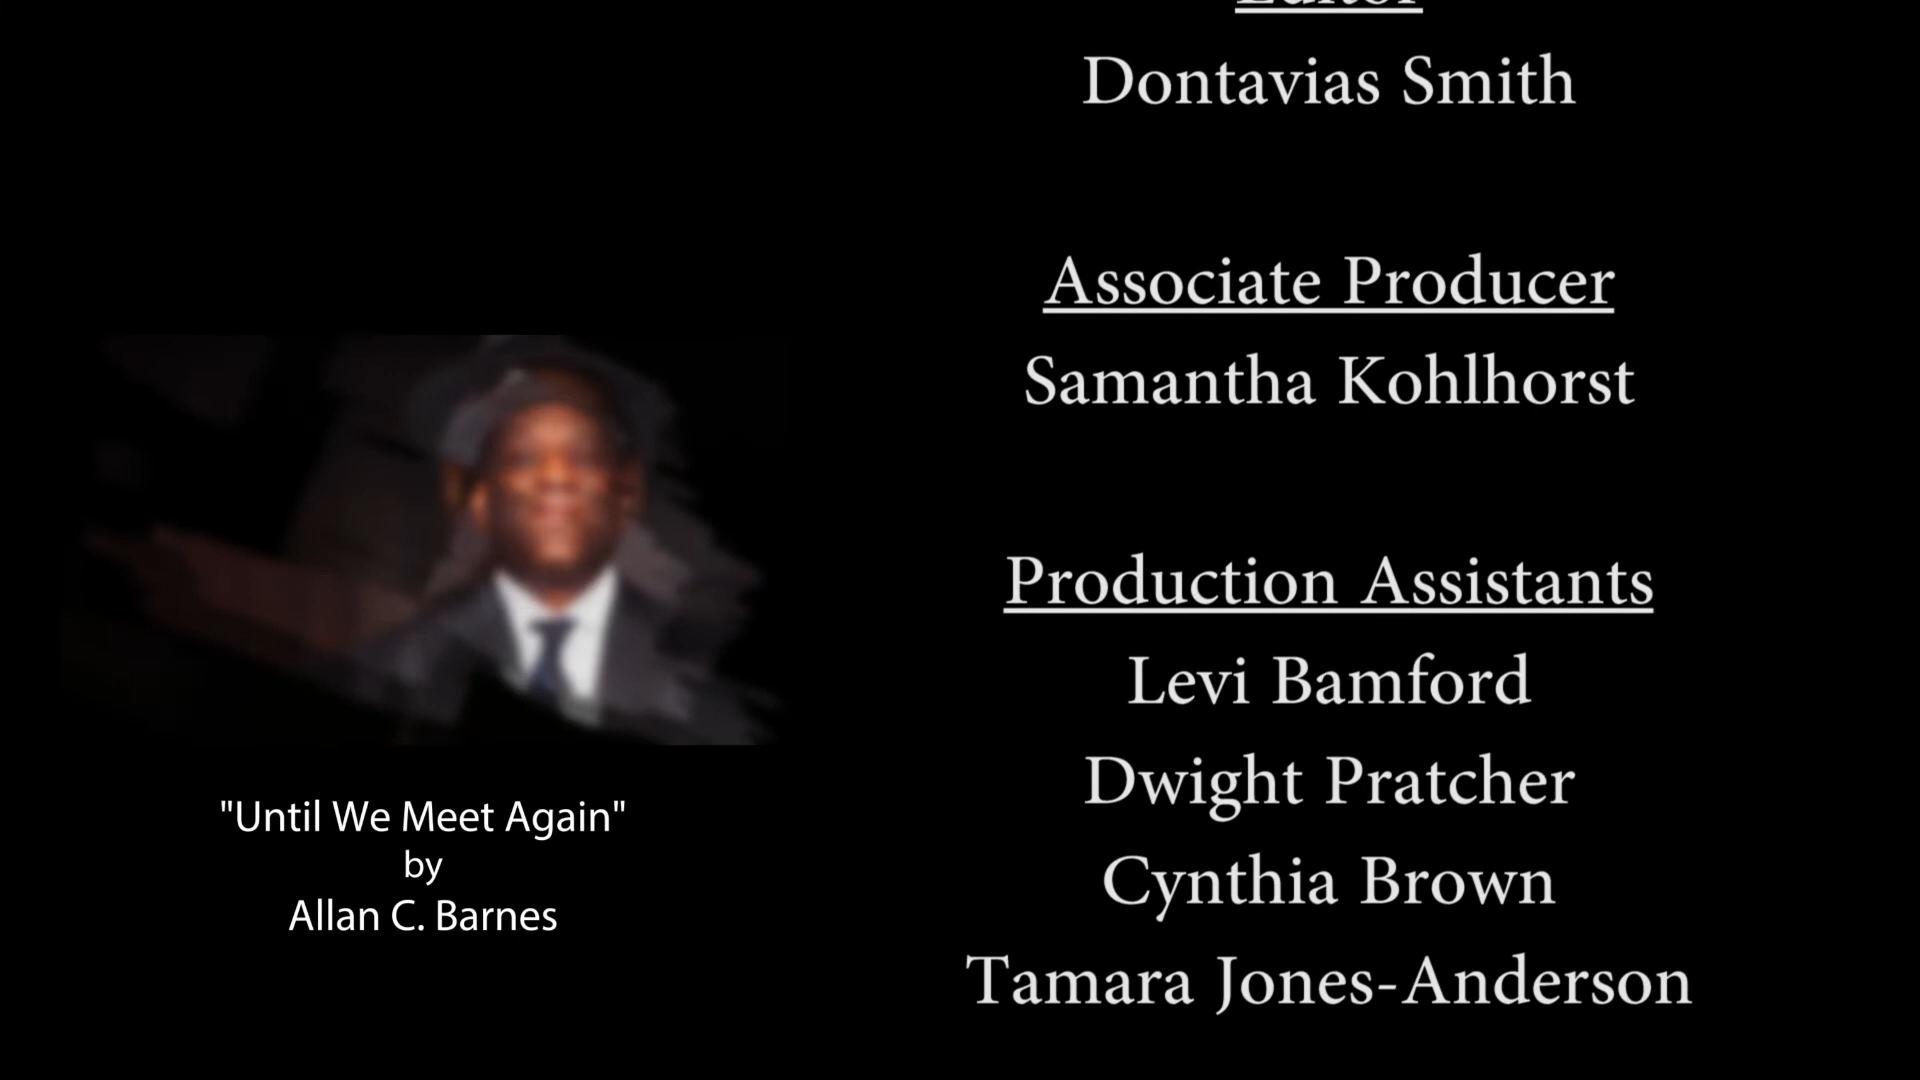 Editor
Dontavias Smith
Associate Producer
Samantha Kohlhorst
Production Assistants
Levi Bamford
Dwight Pratcher
Cynthia Brown
Tamara Jones-Anderson
"Until We Meet Again"
by
Allan C. Barnes